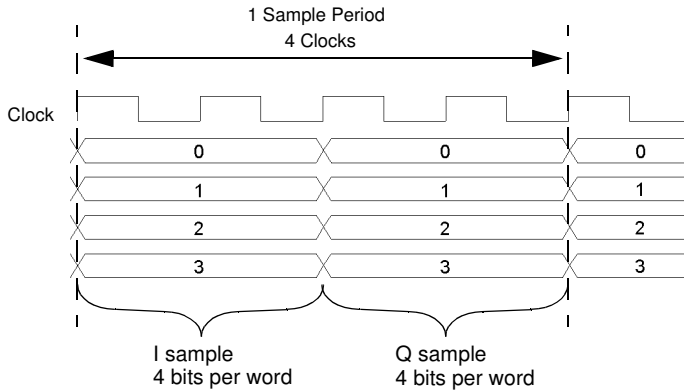 1 Sample Period
4 Clocks
Clock
0 0 0
1 1 1
2 2 2
3 3 3
I sample
4 bits per word
Q sample
4 bits per word